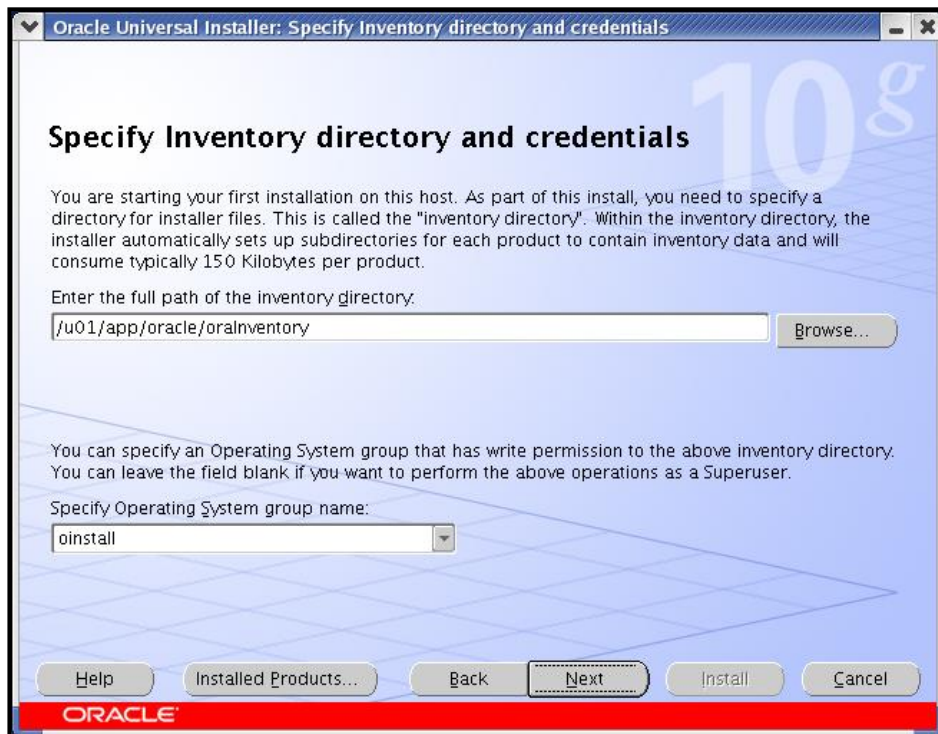 Oracle Universal Installer: Specify Inventory directory and credentials
10g
Specify Inventory directory and credentials
You are starting your first installation on this host. As part of this install, you need to specify a
directory for installer files. This is called the "inventory directory". Within the inventory directory, the
installer automatically sets up subdirectories for each product to contain inventory data and will
consume typically 150 Kilobytes per product.
Enter the full path of the inventory directory:
/u01/app/oracle/oraInventory
Browse...
You can specify an Operating System group that has write permission to the above inventory directory.
You can leave the field blank if you want to perform the above operations as a Superuser.
Specify Operating System group name:
oinstall
Help Installed Products... Back Next Install Cancel
ORACLE